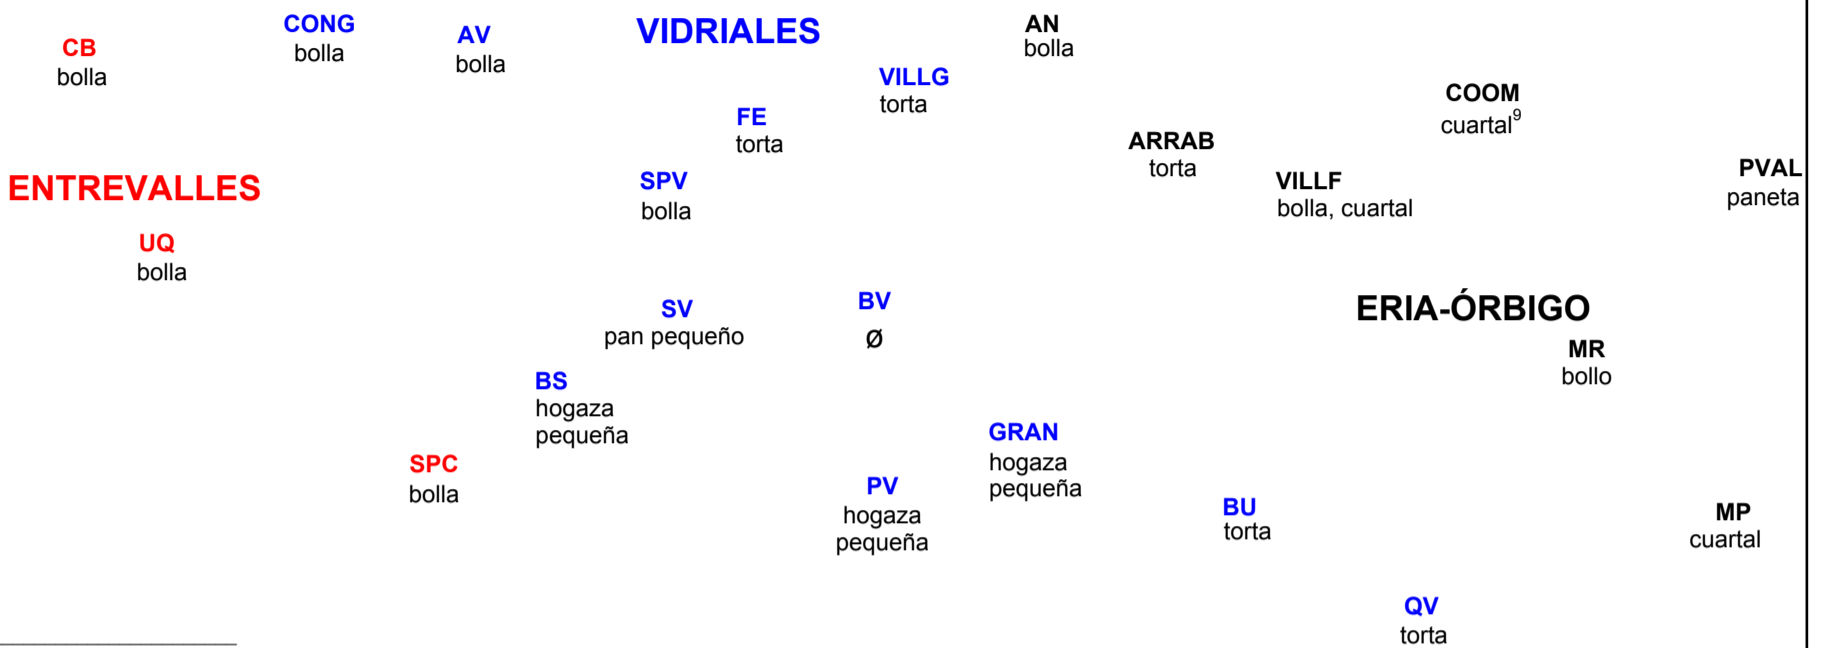 CONG
bolla
AV
bolla
VIDRIALES
AN
bolla
CB
bolla
VILLG
torta
COOM
cuartal⁹
FE
torta
ARRAB
torta
PVAL
paneta
ENTREVALLES
SPV
bolla
VILLF
bolla, cuartal
UQ
bolla
SV
pan pequeño
BV
Ø
ERIA-ÓRBIGO
MR
bollo
BS
hogaza
pequeña
GRAN
hogaza
pequeña
SPC
bolla
PV
hogaza
pequeña
BU
torta
MP
cuartal
QV
torta